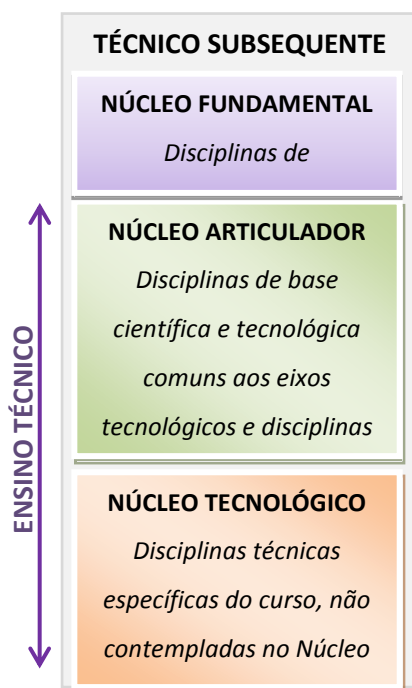 TÉCNICO SUBSEQUENTE
NÚCLEO FUNDAMENTAL
Disciplinas de
NÚCLEO ARTICULADOR
Disciplinas de base
científica e tecnológica
comuns aos eixos
tecnológicos e disciplinas
NÚCLEO TECNOLÓGICO
Disciplinas técnicas
específicas do curso, não
contempladas no Núcleo
ENSINO TÉCNICO